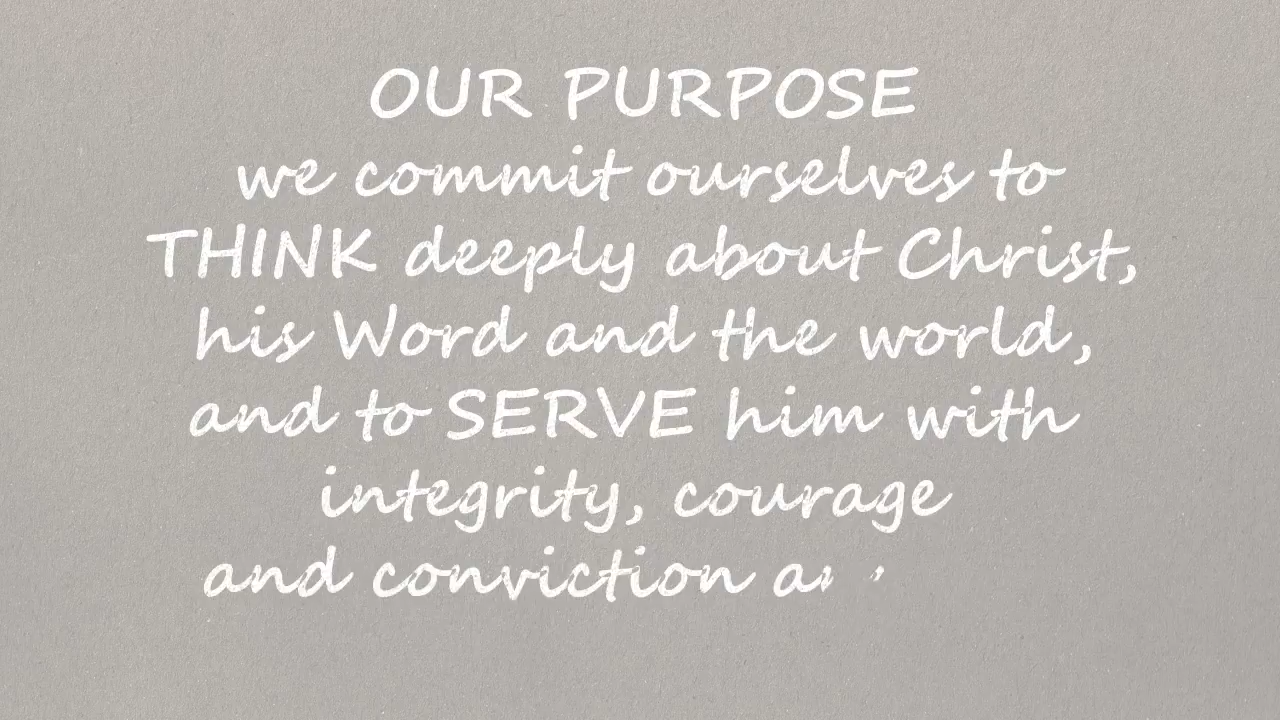 OUR PURPOSE
we commit ourselves to
THINK deeply about Christ,
his Word and the world,
and to SERVE him with
integrity, courage
and conviction